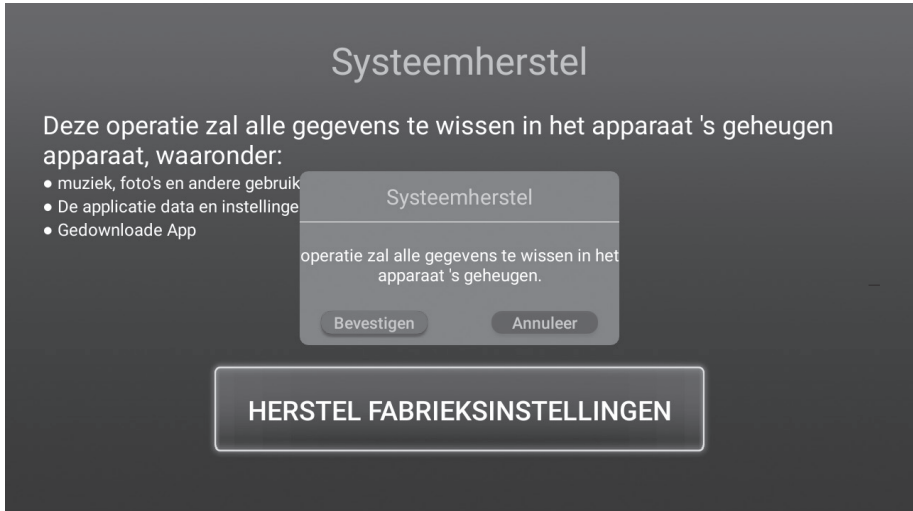 Systeemherstel
Deze operatie zal alle gegevens te wissen in het apparaat 's geheugen
apparaat, waaronder:
● muziek, foto's en andere gebruik
● De applicatie data en instellinge
● Gedownloade App
Systeemherstel
operatie zal alle gegevens te wissen in het
apparaat 's geheugen.
Bevestigen Annuleer
HERSTEL FABRIEKSINSTELLINGEN